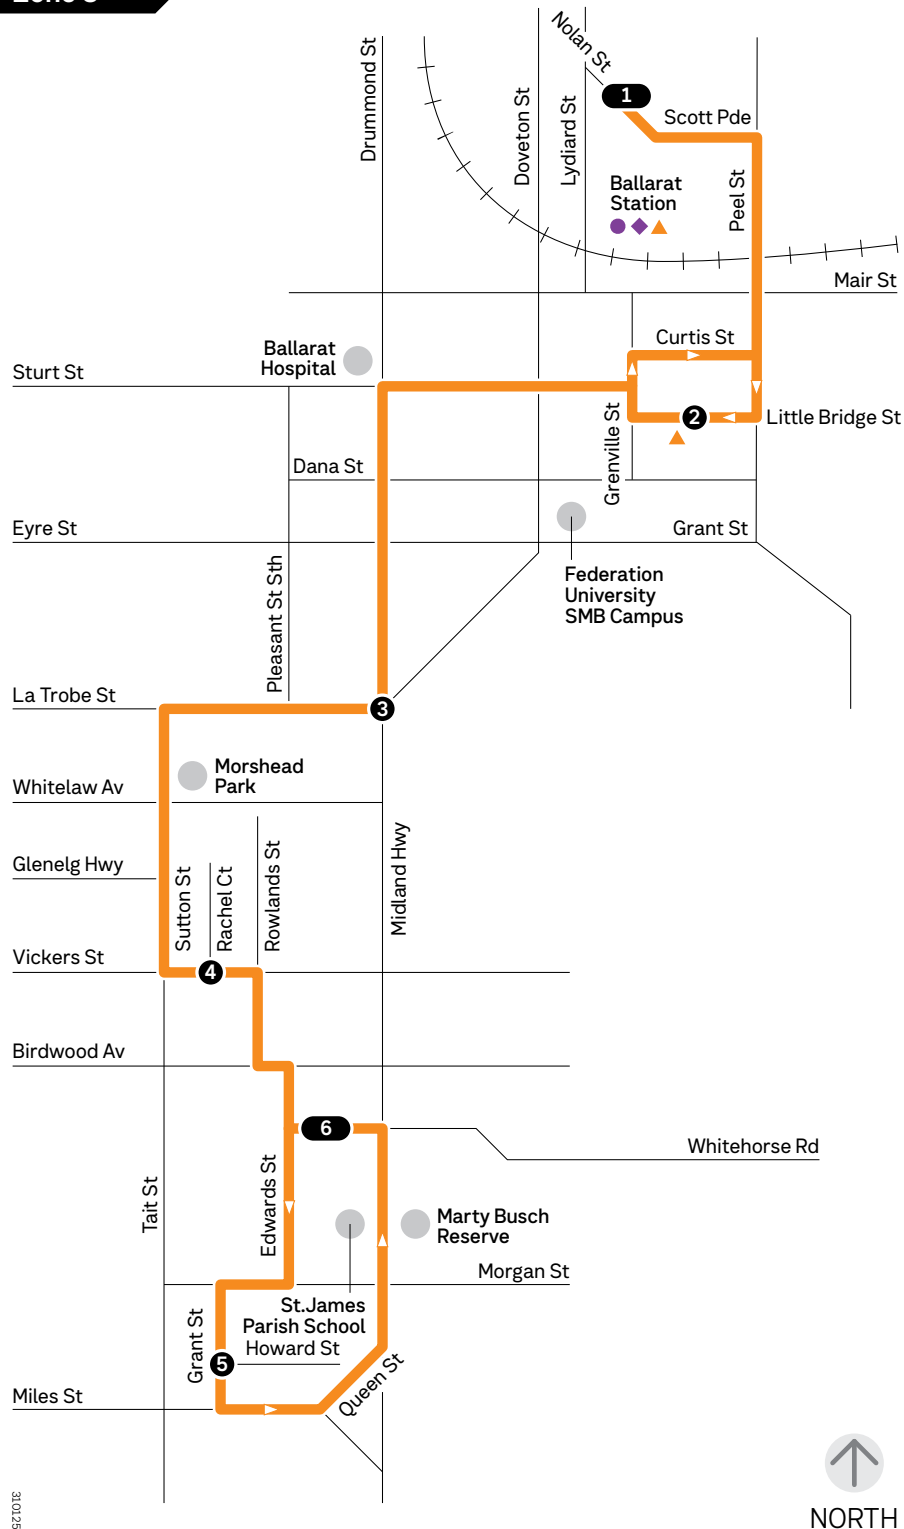 Nolan St
1
Scott Pde
Drummond St
Doveton St
Lydiard St
Peel St
Ballarat
Station
Mair St
Curtis St
Ballarat
Hospital
Sturt St
Grenville St
2
Little Bridge St
Dana St
Eyre St
Grant St
Pleasant St Sth
Federation
University
SMB Campus
La Trobe St
3
Morshead
Park
Whitelaw Av
Glenelg Hwy
Sutton St
Rachel Ct
Rowlands St
Midland Hwy
Vickers St
4
Birdwood Av
6
Whitehorse Rd
Tait St
Edwards St
Marty Busch
Reserve
Morgan St
St.James
Parish School
Howard St
Grant St
5
Queen St
Miles St
310125
NORTH